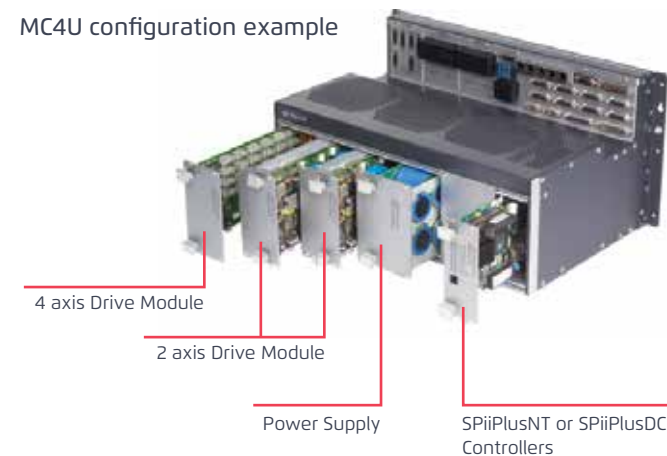 MC4U configuration example
4 axis Drive Module
2 axis Drive Module
Power Supply
SPiiPlusNT or SPiiPlusDC
Controllers